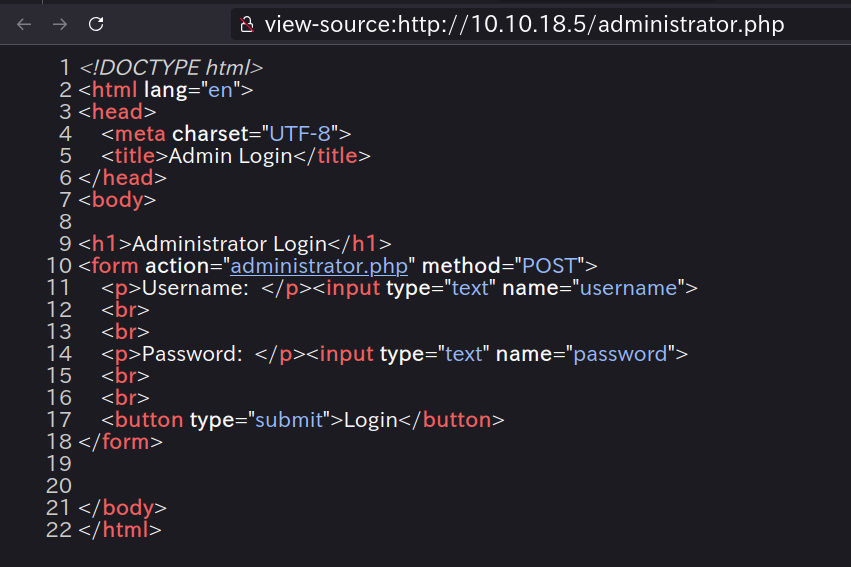 view-source:http://10.10.18.5/administrator.php
1 <!DOCTYPE html>
2 <html lang="en">
3 <head>
4     <meta charset="UTF-8">
5     <title>Admin Login</title>
6 </head>
7 <body>
8
9 <h1>Administrator Login</h1>
10 <form action="administrator.php" method="POST">
11     <p>Username:  </p><input type="text" name="username">
12     <br>
13     <br>
14     <p>Password:  </p><input type="text" name="password">
15     <br>
16     <br>
17     <button type="submit">Login</button>
18 </form>
19
20
21 </body>
22 </html>